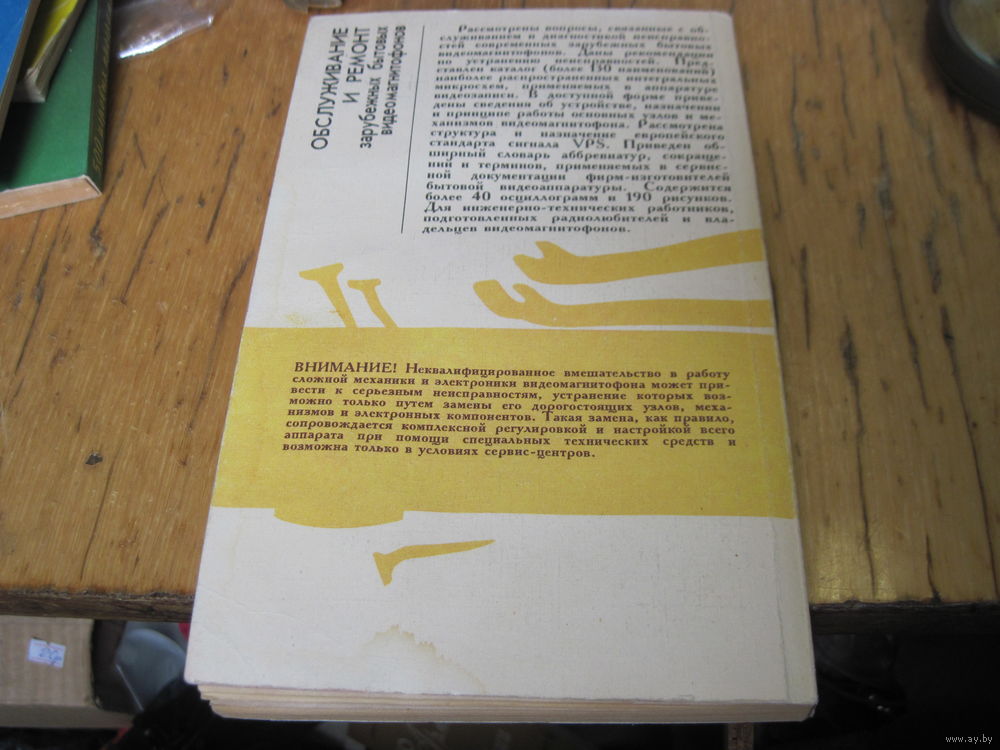 ОБСЛУЖИВАНИЕ
И РЕМОНТ
зарубежных бытовых
видеомагнитофонов
Рассмотрены вопросы, связанные с об-
служиванием и диагностикой неисправно-
стей современных зарубежных бытовых
видеомагнитофонов. Даны рекомендации
по устранению неисправностей. Пред-
ставлен каталог (более 150 наименований)
наиболее распространенных интегральных
микросхем, применяемых в аппаратуре
видеозаписи. В доступной форме приве-
дены сведения об устройстве, назначении
и принципе работы основных узлов и ме-
ханизмов видеомагнитофона. Рассмотрена
структура и назначение европейского
стандарта сигнала VPS. Приведен об-
ширный словарь аббревиатур, сокраще-
ний и терминов, применяемых в сервис-
ной документации фирм-изготовителей
бытовой видеоаппаратуры. Содержится
более 40 осциллограмм и 190 рисунков.
Для инженерно-технических работников,
подготовленных радиолюбителей и вла-
дельцев видеомагнитофонов.
ВНИМАНИЕ! Неквалифицированное вмешательство в работу
сложной механики и электроники видеомагнитофона может при-
вести к серьезным неисправностям, устранение которых воз-
можно только путем замены его дорогостоящих узлов, меха-
низмов и электронных компонентов. Такая замена, как правило,
сопровождается комплексной регулировкой и настройкой всего
аппарата при помощи специальных технических средств и
возможна только в условиях сервис-центров.
www.ay.by